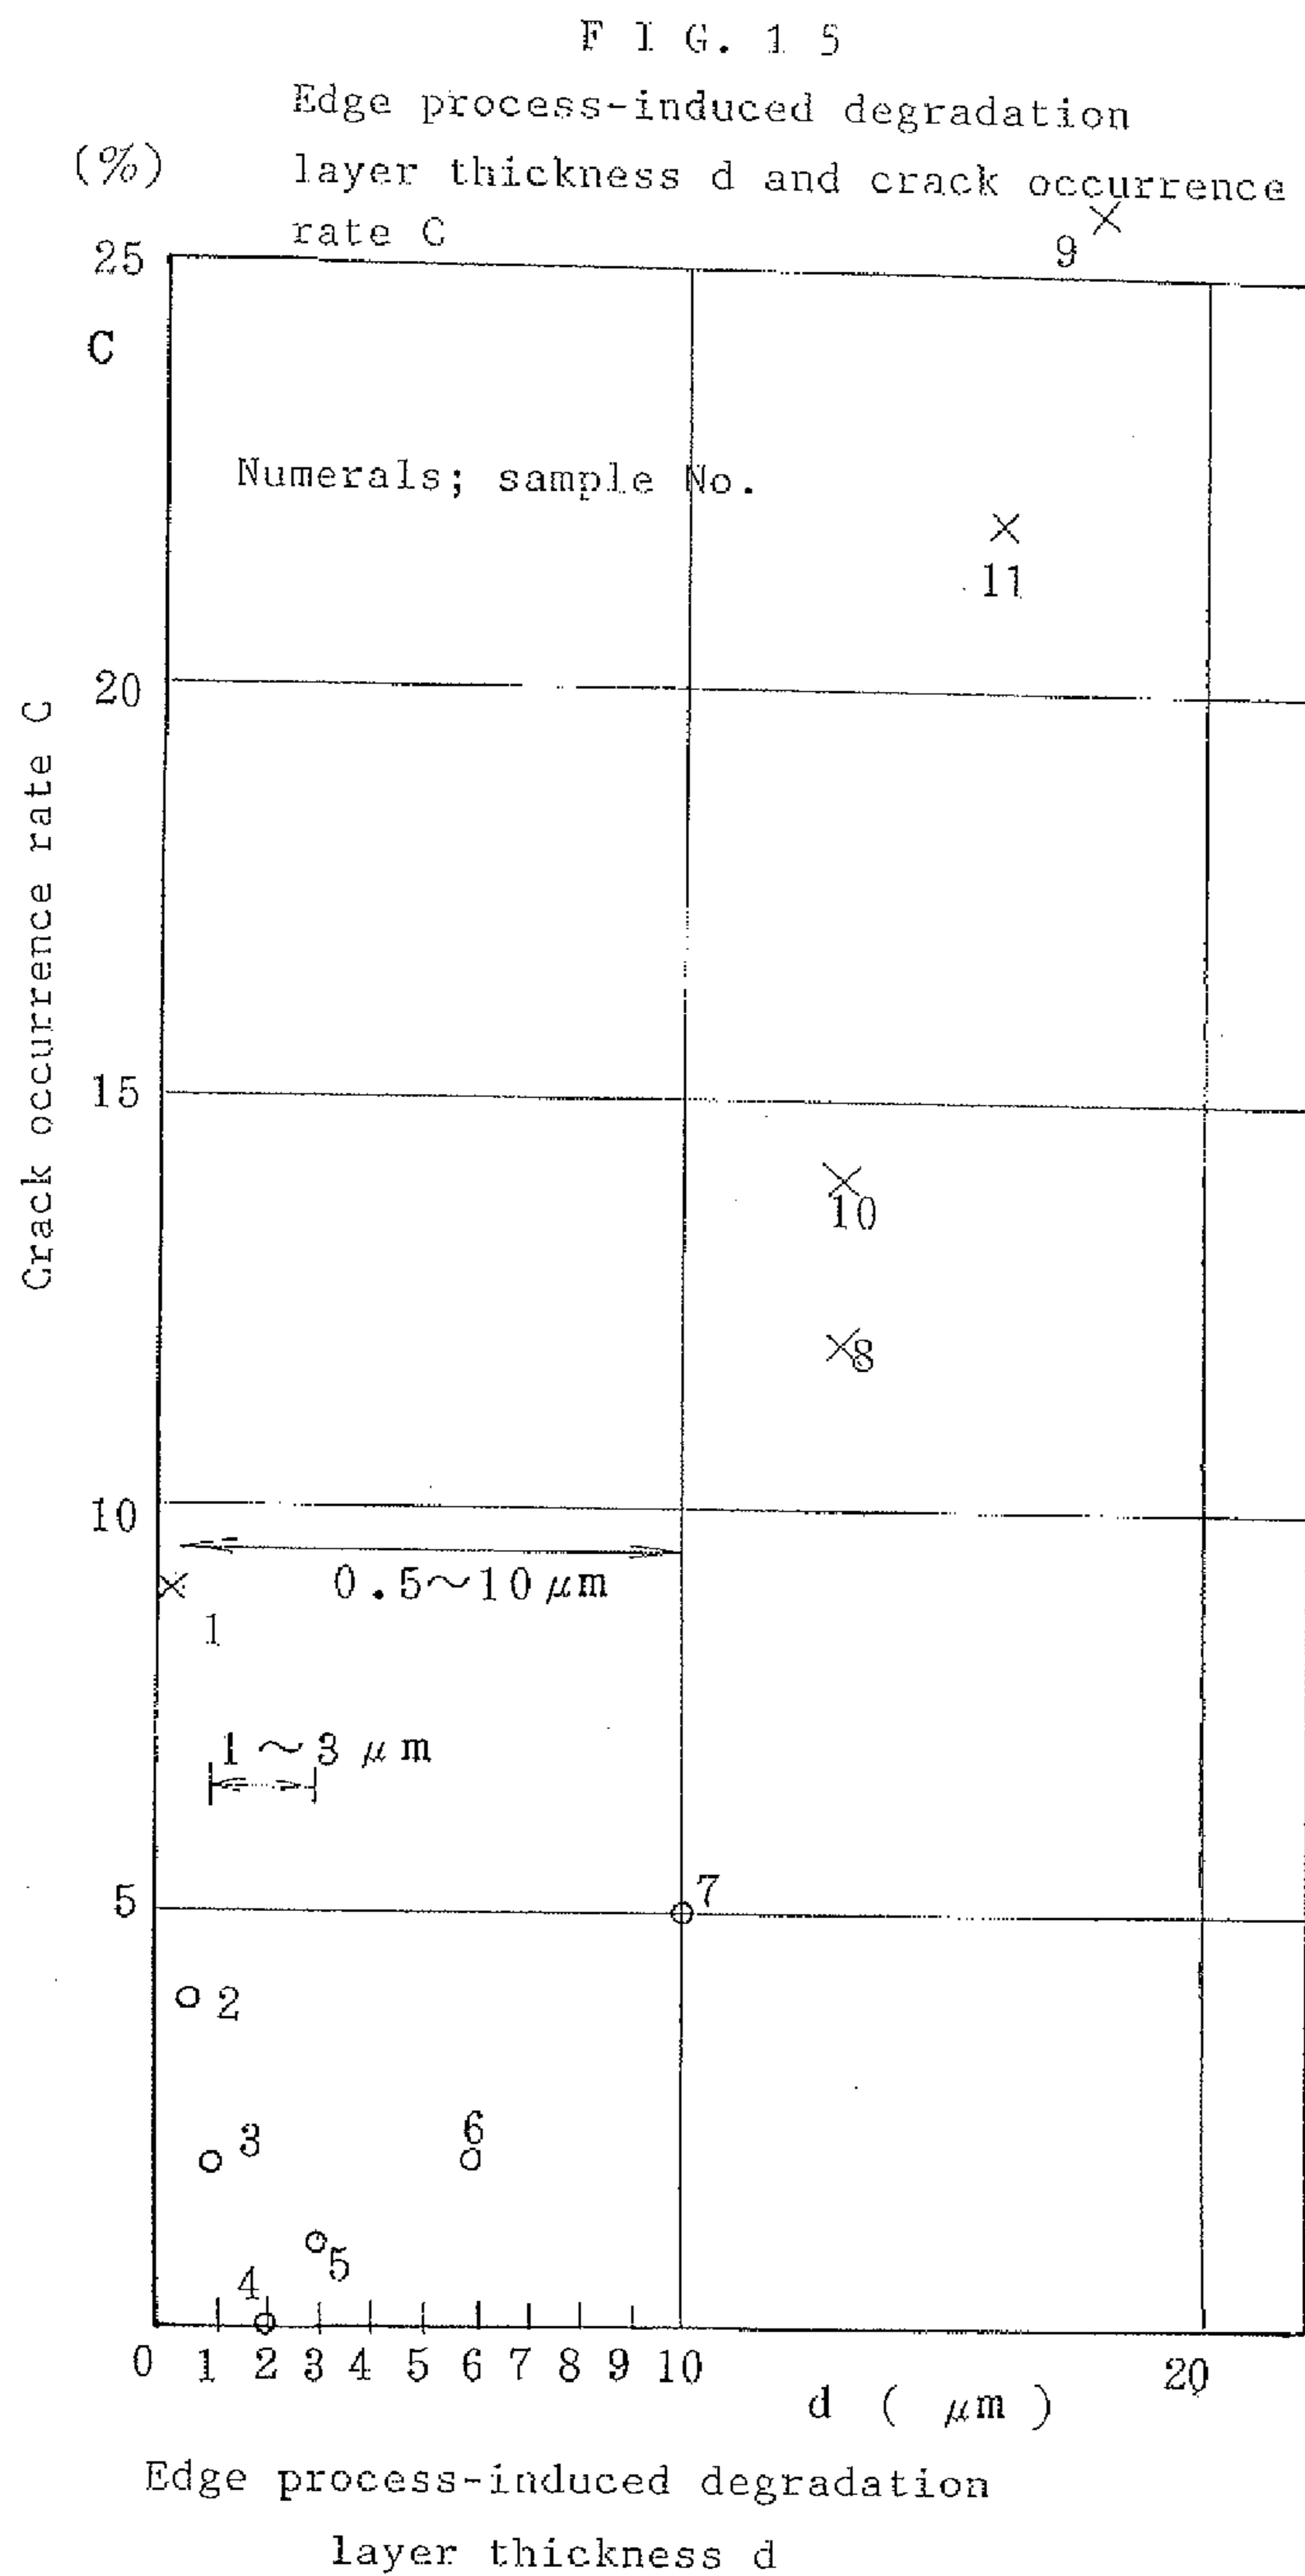 F I G. 1 5
Edge process-induced degradation
layer thickness d and crack occurrence
rate C
(%)
25
C
9
Numerals; sample No.
11
20
Crack occurrence rate C
15
10
8
10
0.5～10 μm
1
1 ～ 3 μm
5
7
2
3
6
5
4
0 1 2 3 4 5 6 7 8 9 10 20
d ( μm )
Edge process-induced degradation
layer thickness d